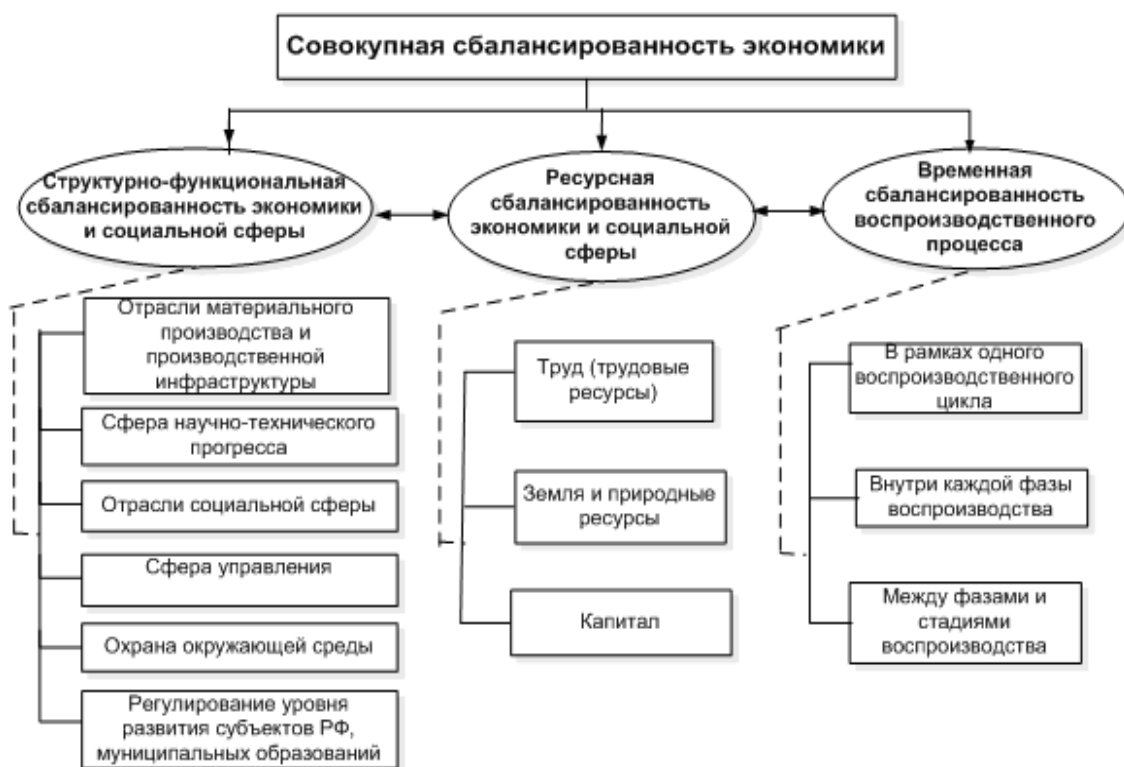 Совокупная сбалансированность экономики
Структурно-функциональная
сбалансированность экономики
и социальной сферы
Ресурсная
сбалансированность
экономики и социальной
сферы
Временная
сбалансированность
воспроизводственного
процесса
Отрасли материального
производства и
производственной
инфраструктуры
Сфера научно-технического
прогресса
Отрасли социальной сферы
Сфера управления
Охрана окружающей среды
Регулирование уровня
развития субъектов РФ,
муниципальных образований
Труд (трудовые
ресурсы)
Земля и природные
ресурсы
Капитал
В рамках одного
воспроизводственного
цикла
Внутри каждой фазы
воспроизводства
Между фазами и
стадиями
воспроизводства